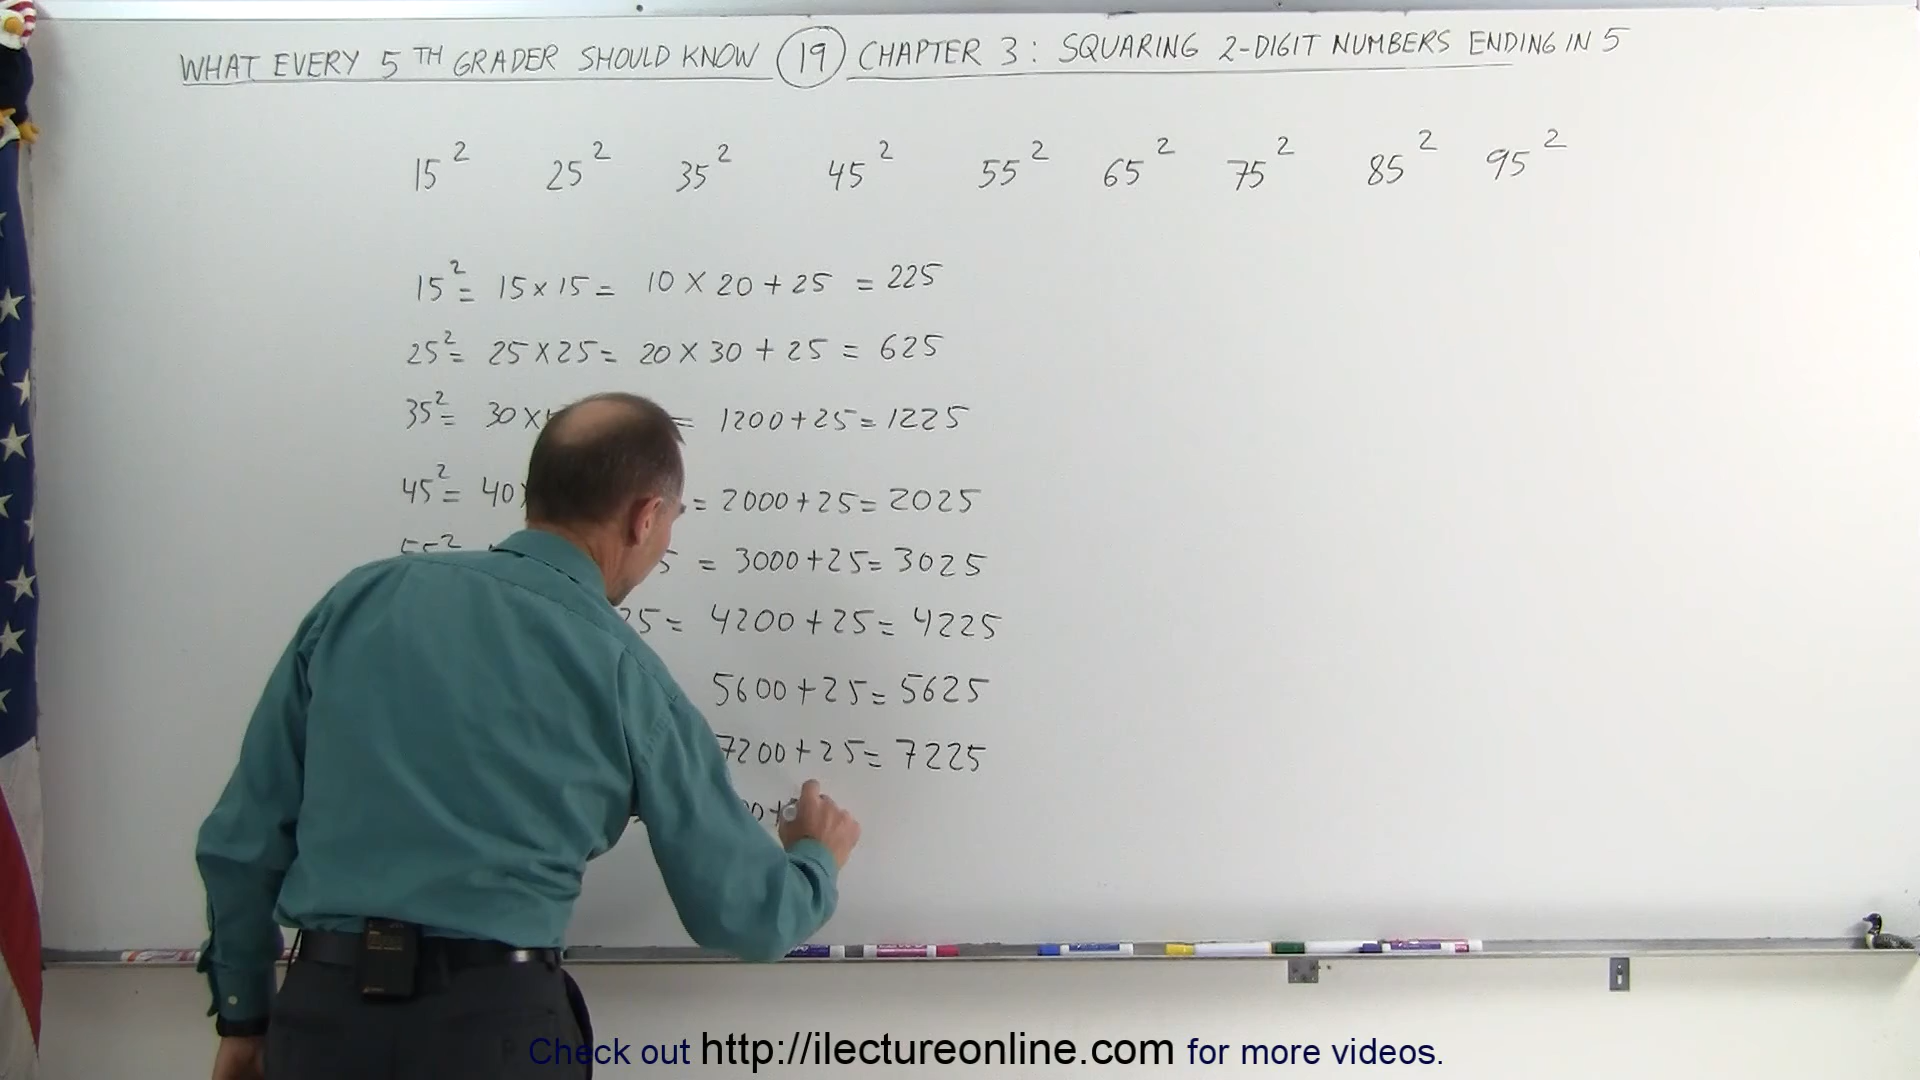 WHAT EVERY 5TH GRADER SHOULD KNOW 19 CHAPTER 3: SQUARING 2-DIGIT NUMBERS ENDING IN 5
15² 25² 35² 45² 55² 65² 75² 85² 95²
15² = 15 × 15 = 10 × 20 + 25 = 225
25² = 25 × 25 = 20 × 30 + 25 = 625
35² = 30 × = 1200 + 25 = 1225
45² = 40 = 2000 + 25 = 2025
55² = 3000 + 25 = 3025
25 = 4200 + 25 = 4225
5600 + 25 = 5625
7200 + 25 = 7225
Check out http://ilectureonline.com for more videos.